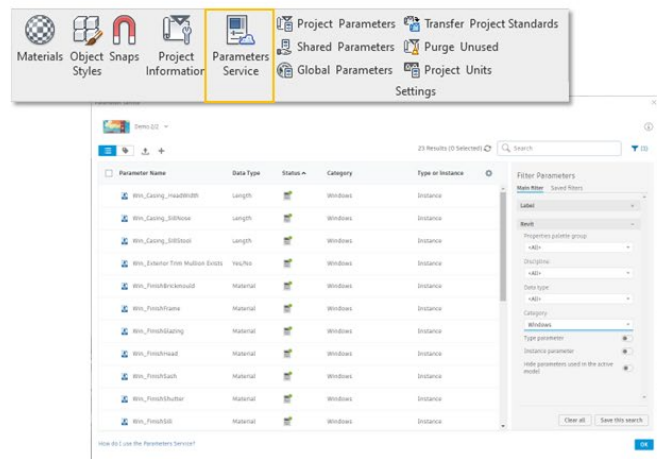 Project Parameters Transfer Project Standards
Materials Object Styles Snaps Project Information Parameters Service Shared Parameters Purge Unused
Global Parameters Project Units
Settings
Demo
23 Results (0 Selected) Search
Parameter Name Data Type Status Category Type or Instance
Filter Parameters
Main filter Saved filters
Win_Casing_HeadWidth Length Windows Instance
Label
Win_Casing_SillNose Length Windows Instance
Revit
Properties palette group
Win_Casing_SillStool Length Windows Instance
<All>
Discipline
Win_Exterior Trim Mullion Exists Yes/No Windows Instance
<All>
Data type
Win_FinishBrickmould Material Windows Instance
<All>
Category
Win_FinishFrame Material Windows Instance
Windows
Win_FinishGlazing Material Windows Instance
Type parameter
Instance parameter
Win_FinishHead Material Windows Instance
Hide parameters used in the active model
Win_FinishSash Material Windows Instance
Win_FinishShutter Material Windows Instance
Win_FinishSill Material Windows Instance
Clear all Save this search
How do I use the Parameters Service?
OK